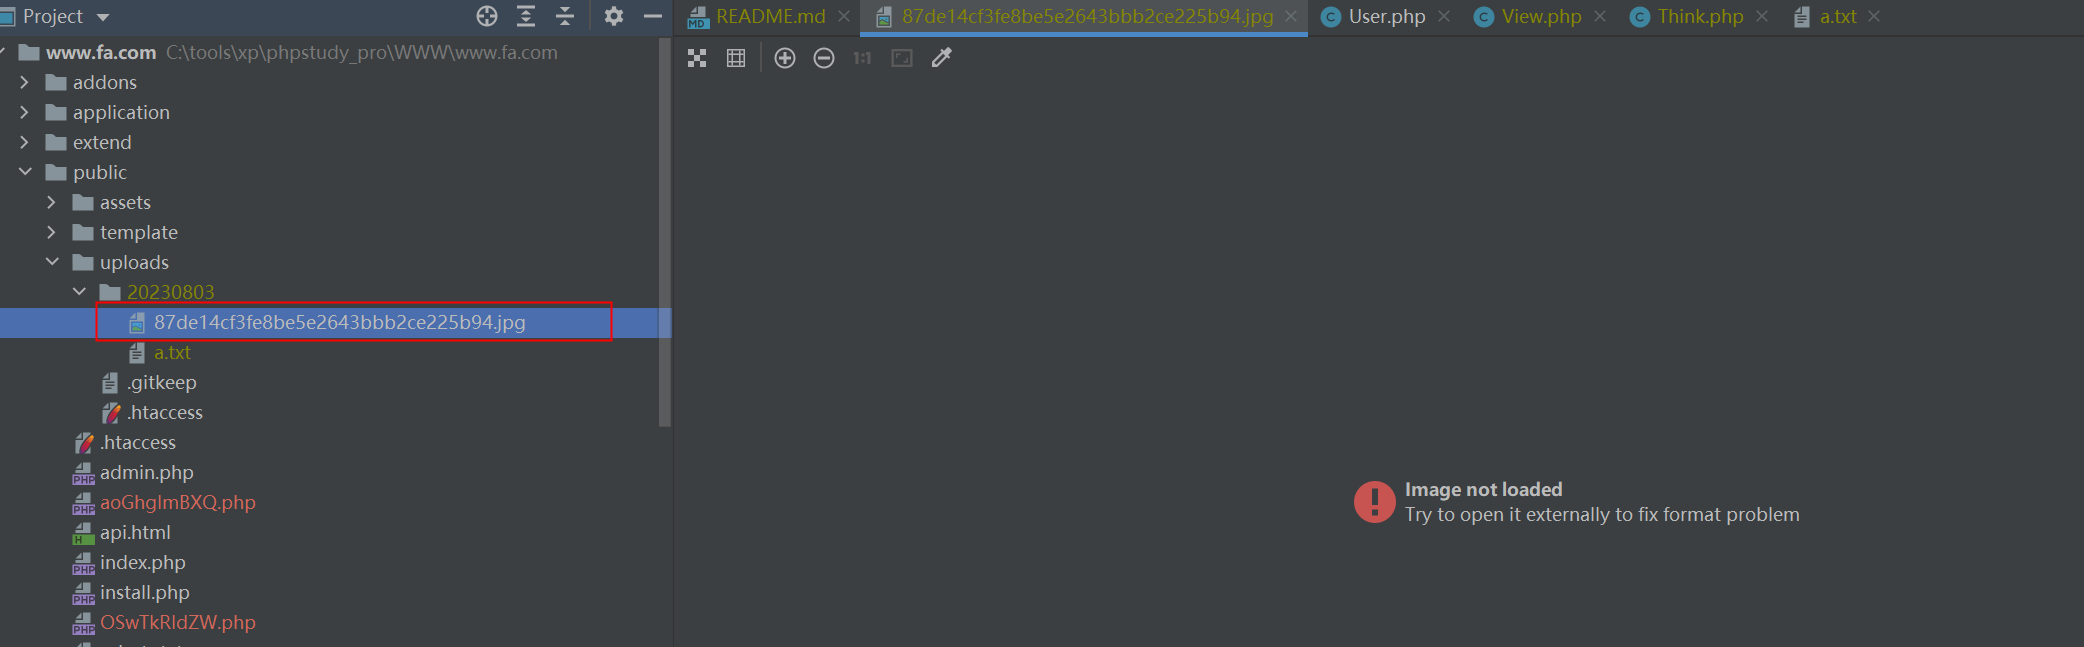 Project
www.fa.com C:\tools\xp\phpstudy_pro\WWW\www.fa.com
addons
application
extend
public
assets
template
uploads
20230803
87de14cf3fe8be5e2643bbb2ce225b94.jpg
a.txt
.gitkeep
.htaccess
.htaccess
admin.php
aoGhglmBXQ.php
api.html
index.php
install.php
OSwTkRldZW.php
README.md 87de14cf3fe8be5e2643bbb2ce225b94.jpg User.php View.php Think.php a.txt
1:1
Image not loaded
Try to open it externally to fix format problem